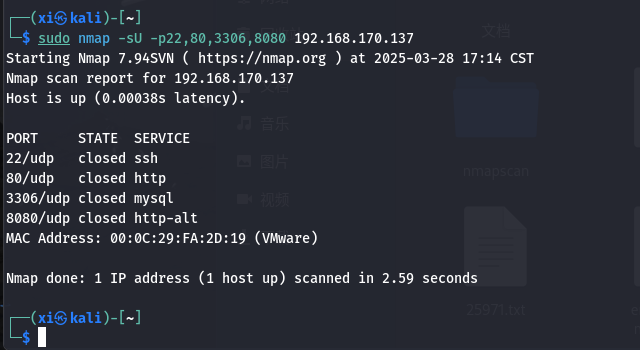 ┌──(xi㉿kali)-[~]
└─$ sudo nmap -sU -p22,80,3306,8080 192.168.170.137
Starting Nmap 7.94SVN ( https://nmap.org ) at 2025-03-28 17:14 CST
Nmap scan report for 192.168.170.137
Host is up (0.00038s latency).

PORT     STATE  SERVICE
22/udp   closed ssh
80/udp   closed http
3306/udp closed mysql
8080/udp closed http-alt
MAC Address: 00:0C:29:FA:2D:19 (VMware)

Nmap done: 1 IP address (1 host up) scanned in 2.59 seconds

┌──(xi㉿kali)-[~]
└─$
文档
音乐
图片
视频
nmapscan
25971.txt